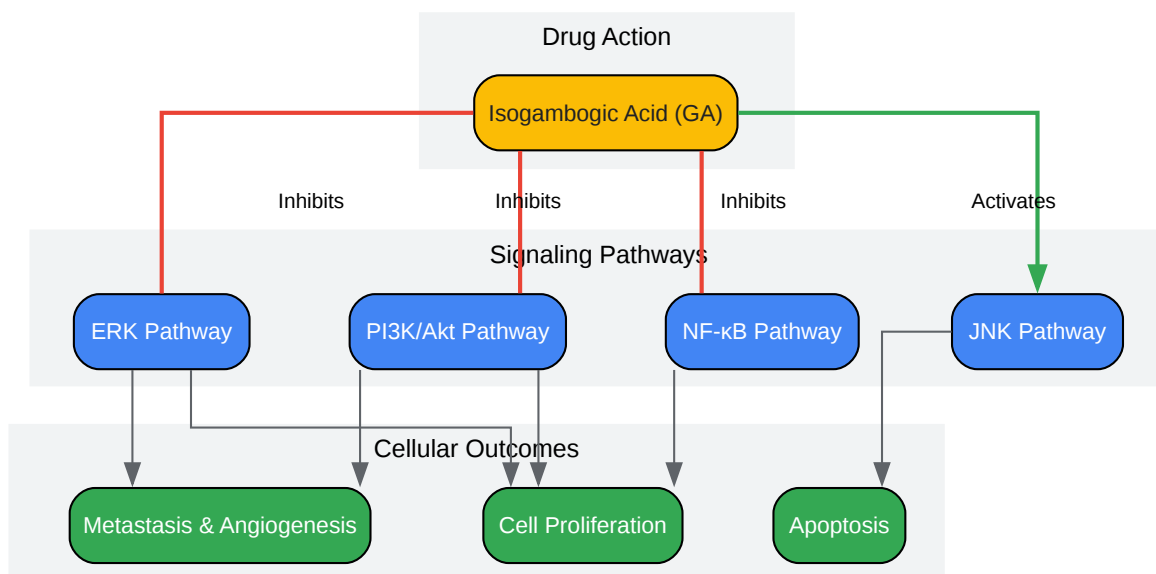 Drug Action
Isogambogic Acid (GA)
Inhibits
Inhibits
Inhibits
Activates
Signaling Pathways
ERK Pathway
PI3K/Akt Pathway
NF-κB Pathway
JNK Pathway
Cellular Outcomes
Metastasis & Angiogenesis
Cell Proliferation
Apoptosis